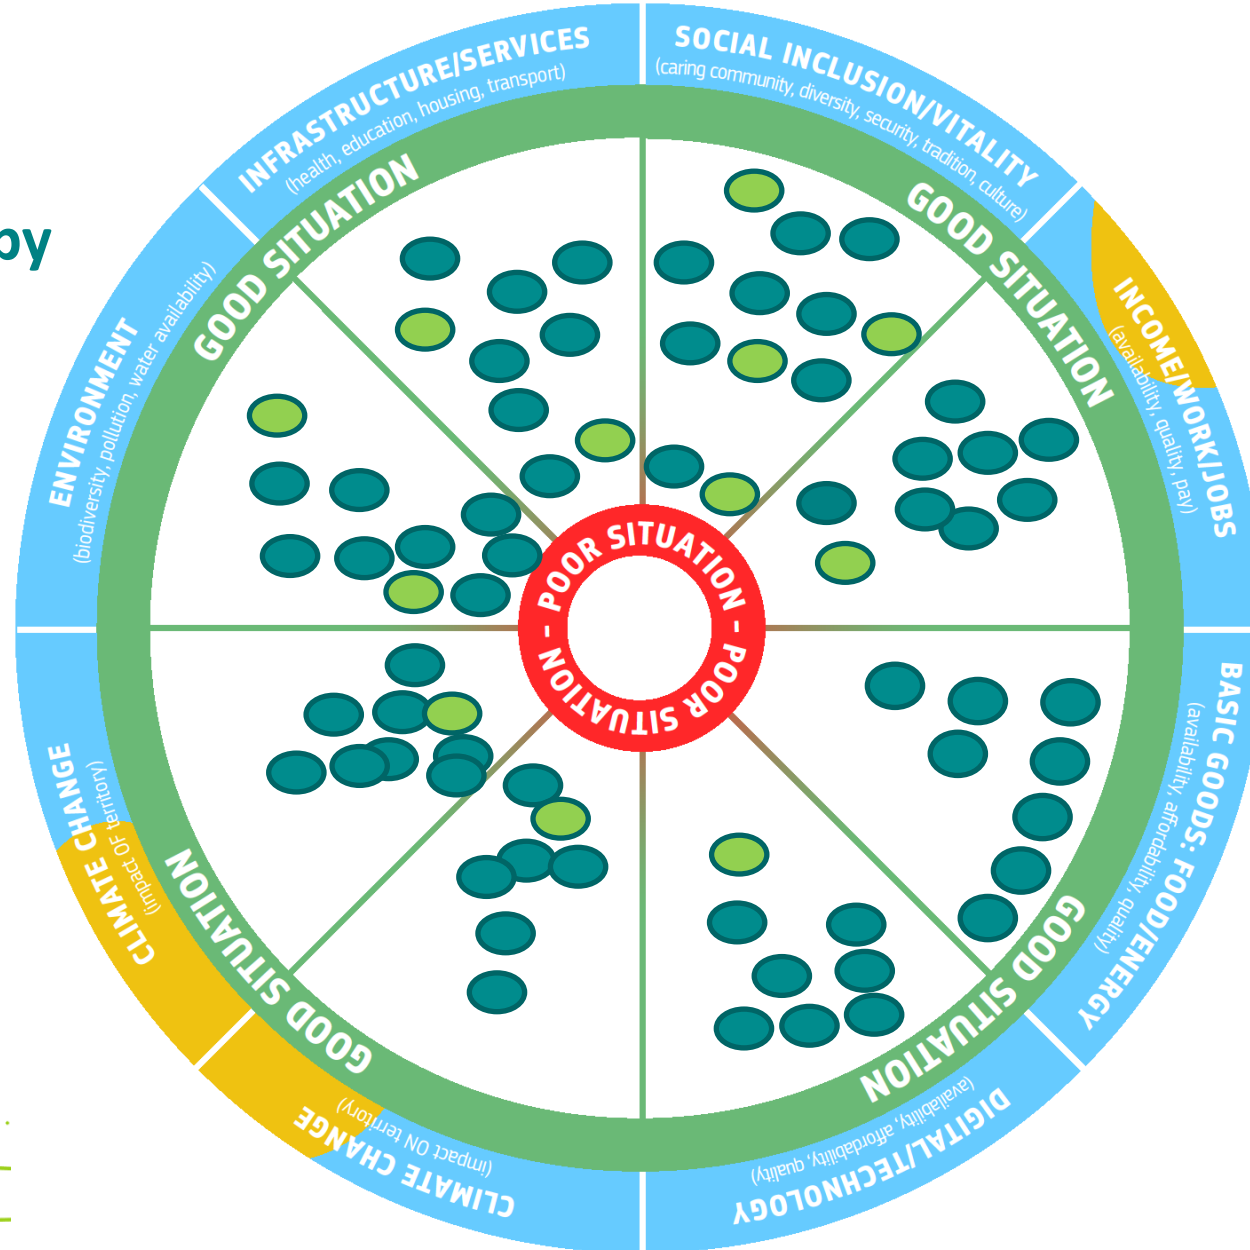 by
INFRASTRUCTURE/SERVICES
(health, education, housing, transport)
SOCIAL INCLUSION/VITALITY
(caring community, diversity, security, tradition, culture)
INCOME/WORK/JOBS
(availability, quality, pay)
BASIC GOODS: FOOD/ENERGY
(availability, affordability, quality)
DIGITAL/TECHNOLOGY
(availability, affordability, quality)
CLIMATE CHANGE
(impact ON territory)
CLIMATE CHANGE
(impact OF territory)
ENVIRONMENT
(biodiversity, pollution, water availability)
GOOD SITUATION
GOOD SITUATION
GOOD SITUATION
GOOD SITUATION
POOR SITUATION – POOR SITUATION –